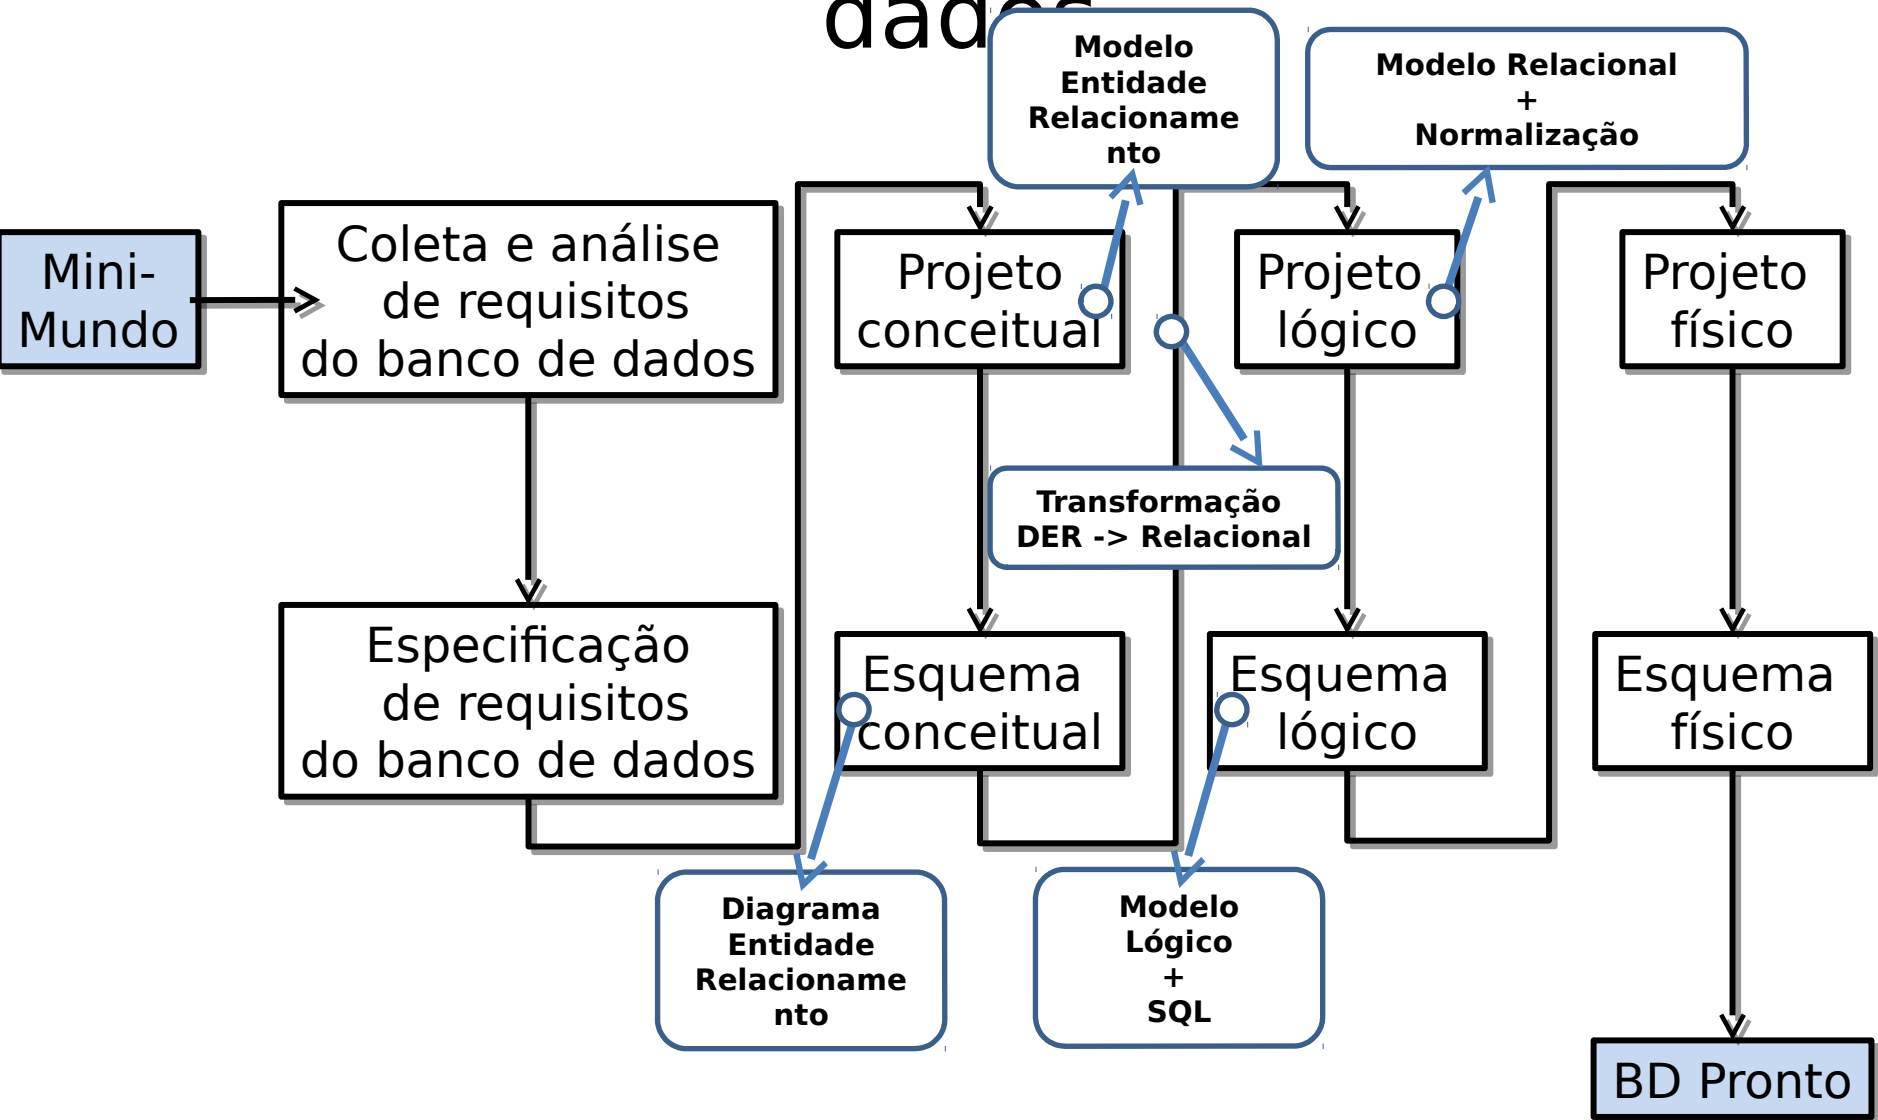 dados
Modelo
Entidade
Relacioname
nto
Modelo Relacional
+
Normalização
Mini-
Mundo
Coleta e análise
de requisitos
do banco de dados
Projeto
conceitual
Projeto
lógico
Projeto
físico
Transformação
DER -> Relacional
Especificação
de requisitos
do banco de dados
Esquema
conceitual
Esquema
lógico
Esquema
físico
Diagrama
Entidade
Relacioname
nto
Modelo
Lógico
+
SQL
BD Pronto